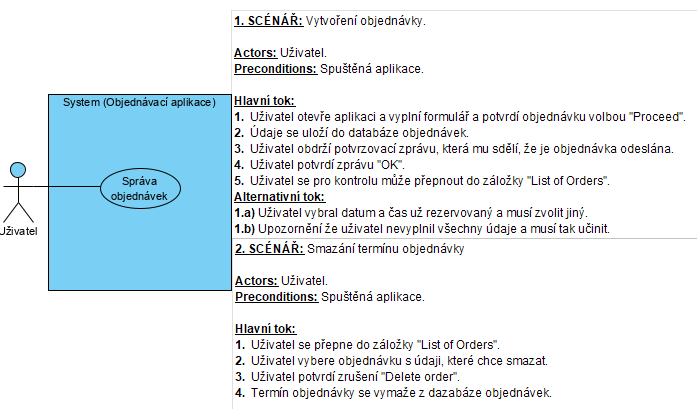 1. SCÉNÁŘ: Vytvoření objednávky.
Actors: Uživatel.
Preconditions: Spuštěná aplikace.
Hlavní tok:
1. Uživatel otevře aplikaci a vyplní formulář a potvrdí objednávku volbou "Proceed".
2. Údaje se uloží do databáze objednávek.
3. Uživatel obdrží potvrzovací zprávu, která mu sdělí, že je objednávka odeslána.
4. Uživatel potvrdí zprávu "OK".
5. Uživatel se pro kontrolu může přepnout do záložky "List of Orders".
Alternativní tok:
1.a) Uživatel vybral datum a čas už rezervovaný a musí zvolit jiný.
1.b) Upozornění že uživatel nevyplnil všechny údaje a musí tak učinit.
2. SCÉNÁŘ: Smazání termínu objednávky
Actors: Uživatel.
Preconditions: Spuštěná aplikace.
Hlavní tok:
1. Uživatel se přepne do záložky "List of Orders".
2. Uživatel vybere objednávku s údaji, které chce smazat.
3. Uživatel potvrdí zrušení "Delete order".
4. Termín objednávky se vymaže z dazabáze objednávek.
System (Objednávací aplikace)
Správa
objednávek
Uživatel